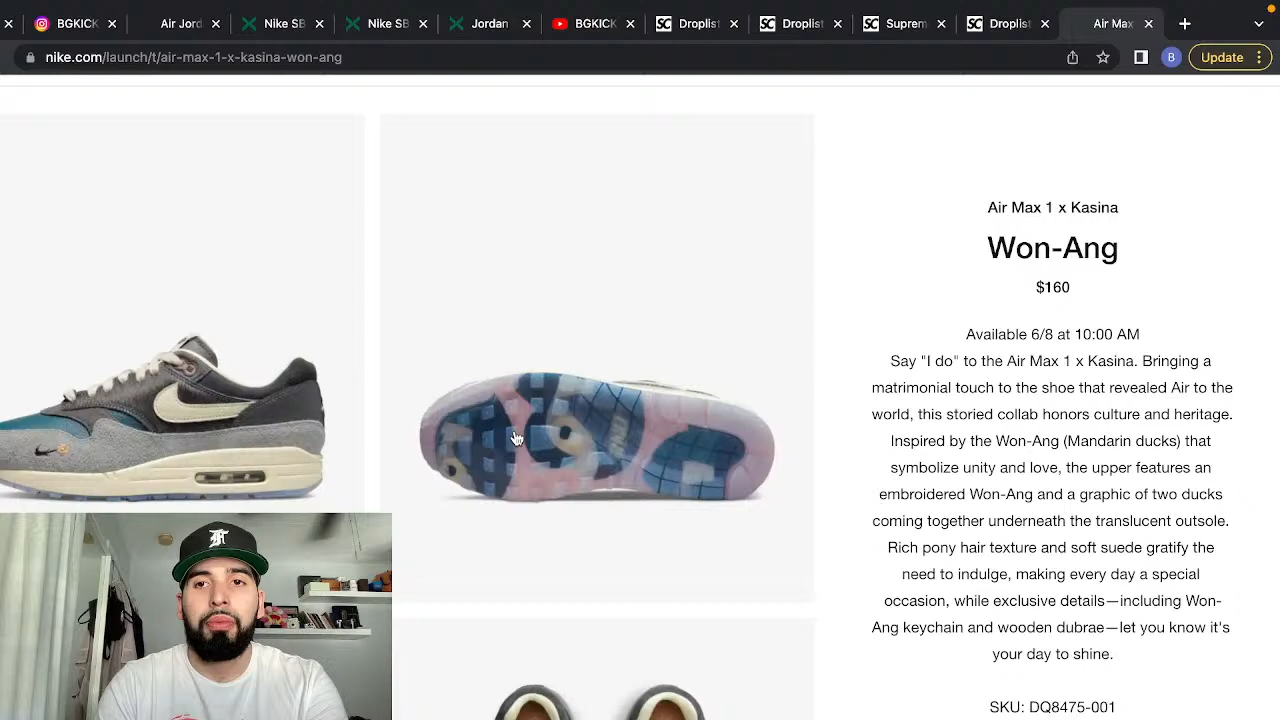 BGKICK
Air Jord
Nike SB
Nike SB
Jordan
BGKICK
SC Droplist
SC Droplist
SC Suprem
SC Droplist
Air Max
nike.com/launch/t/air-max-1-x-kasina-won-ang
B
Update
Air Max 1 x Kasina
Won-Ang
$160
Available 6/8 at 10:00 AM
Say "I do" to the Air Max 1 x Kasina. Bringing a
matrimonial touch to the shoe that revealed Air to the
world, this storied collab honors culture and heritage.
Inspired by the Won-Ang (Mandarin ducks) that
symbolize unity and love, the upper features an
embroidered Won-Ang and a graphic of two ducks
coming together underneath the translucent outsole.
Rich pony hair texture and soft suede gratify the
need to indulge, making every day a special
occasion, while exclusive details—including Won-
Ang keychain and wooden dubrae—let you know it's
your day to shine.
SKU: DQ8475-001